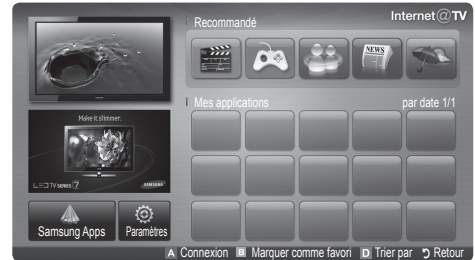 Internet@TV
Recommandé
NEWS
Mes applications
par date 1/1
Make it slimmer.
LED TV SERIES 7
SAMSUNG
Samsung Apps
Paramètres
A Connexion B Marquer comme favori D Trier par Retour